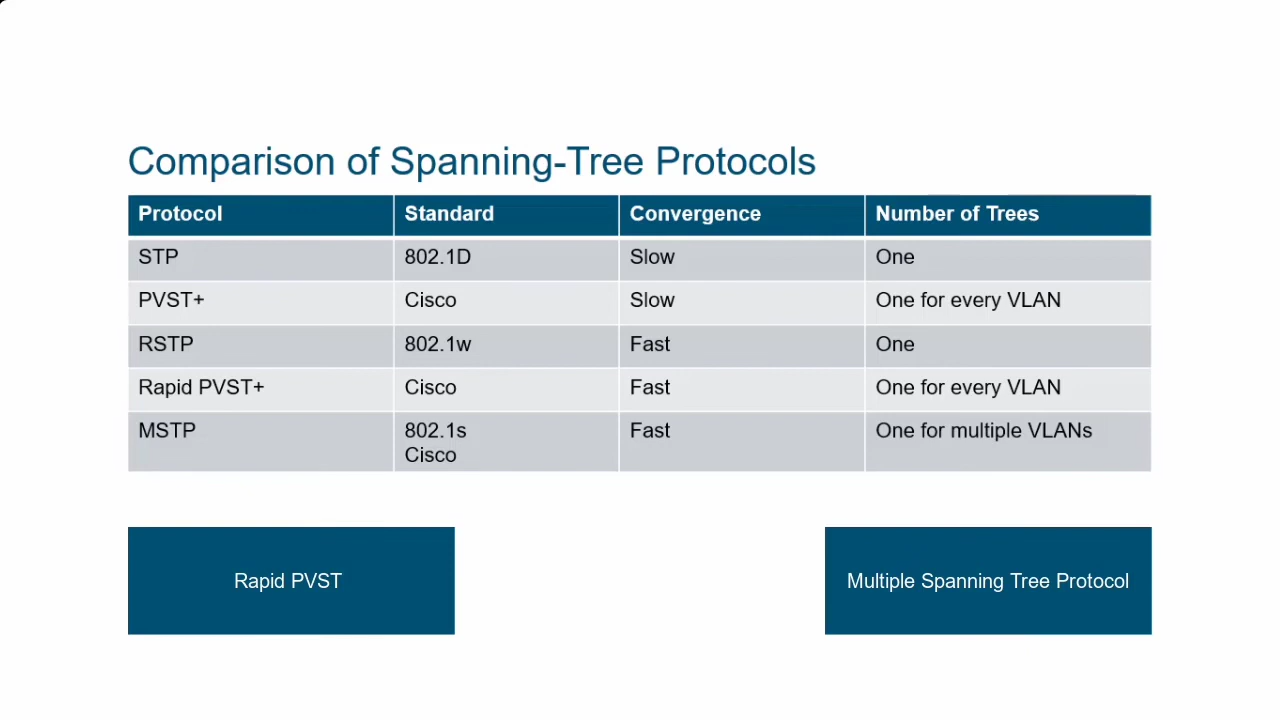 Comparison of Spanning-Tree Protocols
Protocol Standard Convergence Number of Trees
STP 802.1D Slow One
PVST+ Cisco Slow One for every VLAN
RSTP 802.1w Fast One
Rapid PVST+ Cisco Fast One for every VLAN
MSTP 802.1s Fast One for multiple VLANs
Cisco
Rapid PVST
Multiple Spanning Tree Protocol